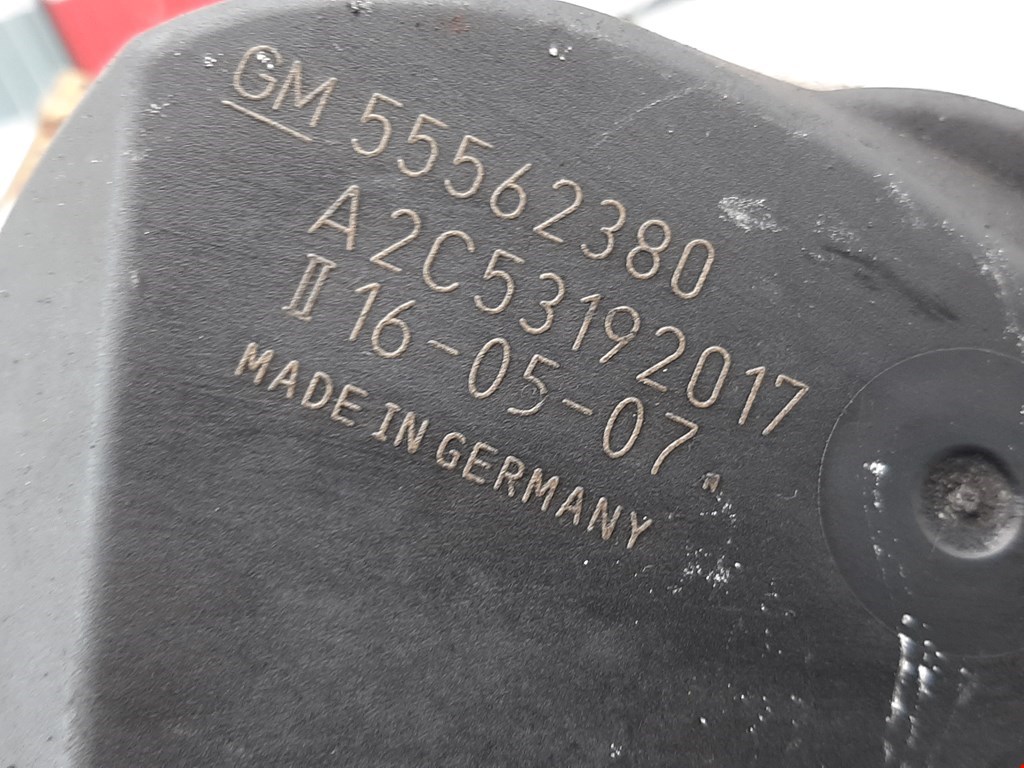 GM 55562380
A2C53192017
II 16-05-07
MADE IN GERMANY